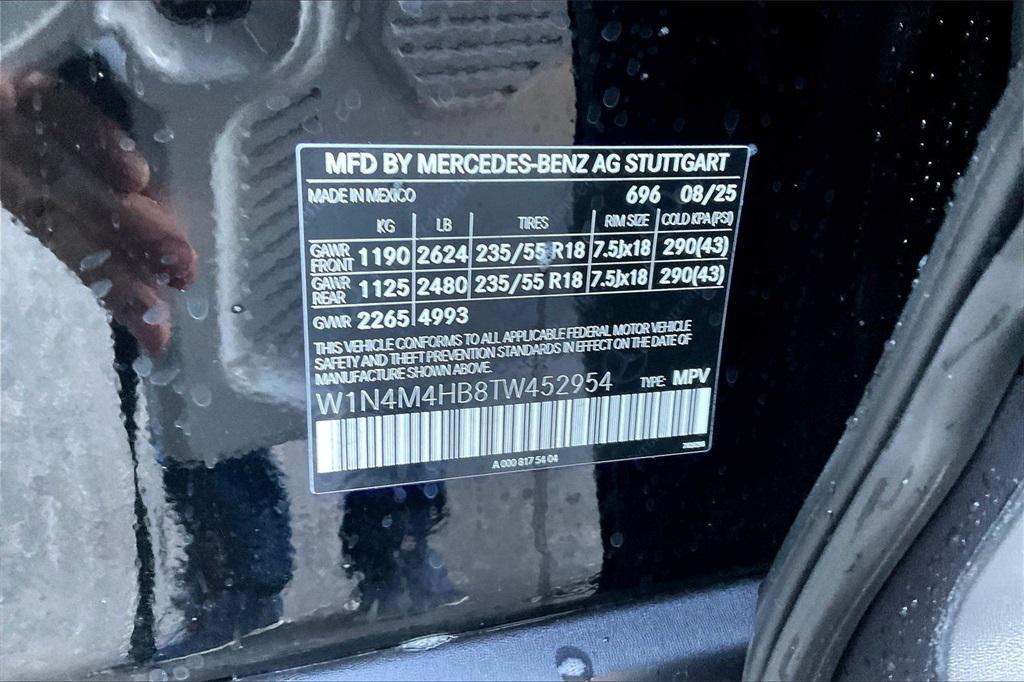 MFD BY MERCEDES-BENZ AG STUTTGART
MADE IN MEXICO 696 08/25
KG LB TIRES RIM SIZE COLD KPA(PSI)
GAWR FRONT 1190 2624 235/55 R18 7.5Jx18 290(43)
GAWR REAR 1125 2480 235/55 R18 7.5Jx18 290(43)
GVWR 2265 4993
THIS VEHICLE CONFORMS TO ALL APPLICABLE FEDERAL MOTOR VEHICLE
SAFETY AND THEFT PREVENTION STANDARDS IN EFFECT ON THE DATE OF
MANUFACTURE SHOWN ABOVE.
W1N4M4HB8TW452954 TYPE: MPV
A 000 817 54 04